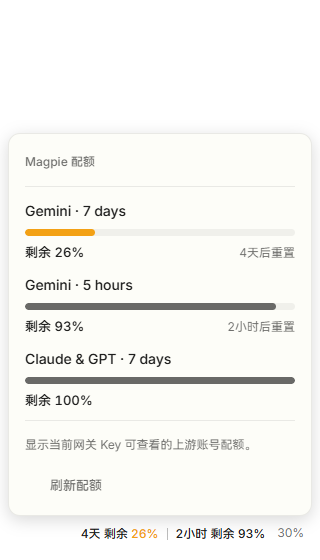 Magpie 配额
Gemini · 7 days
剩余 26%
4天后重置
Gemini · 5 hours
剩余 93%
2小时后重置
Claude & GPT · 7 days
剩余 100%
显示当前网关 Key 可查看的上游账号配额。
刷新配额
4天 剩余 26% | 2小时 剩余 93% 30%